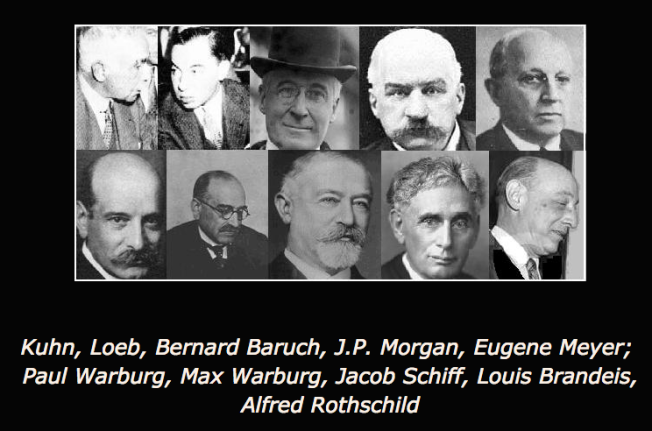 Kuhn, Loeb, Bernard Baruch, J.P. Morgan, Eugene Meyer;
Paul Warburg, Max Warburg, Jacob Schiff, Louis Brandeis,
Alfred Rothschild